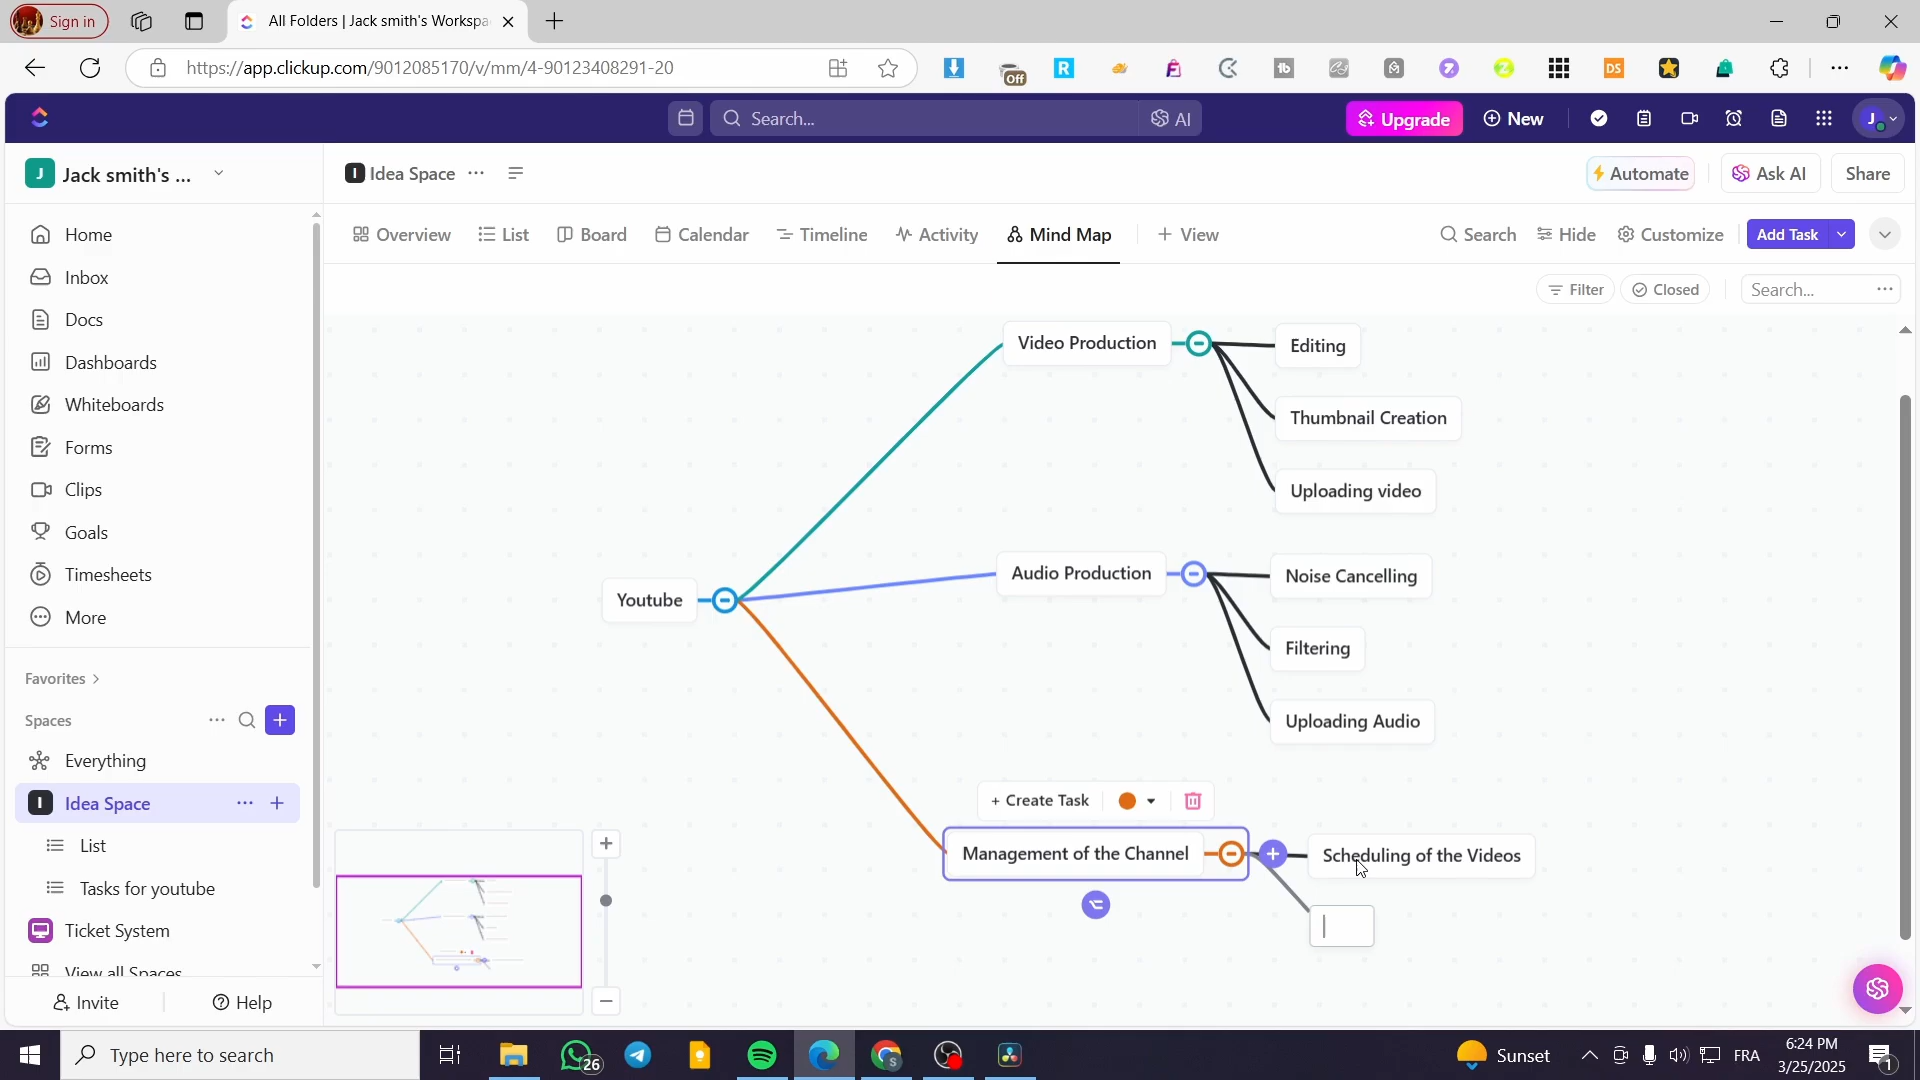 Sign in
All Folders | Jack smith's Workspa
https://app.clickup.com/9012085170/v/mm/4-90123408291-20
Off
R
tb
DS
Search...
AI
Upgrade
New
J
J
Jack smith's ...
I
Idea Space
Automate
Ask AI
Share
Home
Inbox
Docs
Dashboards
Whiteboards
Forms
Clips
Goals
Timesheets
More
Favorites
Spaces
Everything
I
Idea Space
List
Tasks for youtube
Ticket System
View all Spaces
Invite
Help
Overview
List
Board
Calendar
Timeline
Activity
Mind Map
+ View
Search
Hide
Customize
Add Task
Filter
Closed
Search...
Video Production
Editing
Thumbnail Creation
Uploading video
Youtube
Audio Production
Noise Cancelling
Filtering
Uploading Audio
+ Create Task
Management of the Channel
Scheduling of the Videos
Type here to search
26
S
Sunset
FRA
6:24 PM
3/25/2025
1